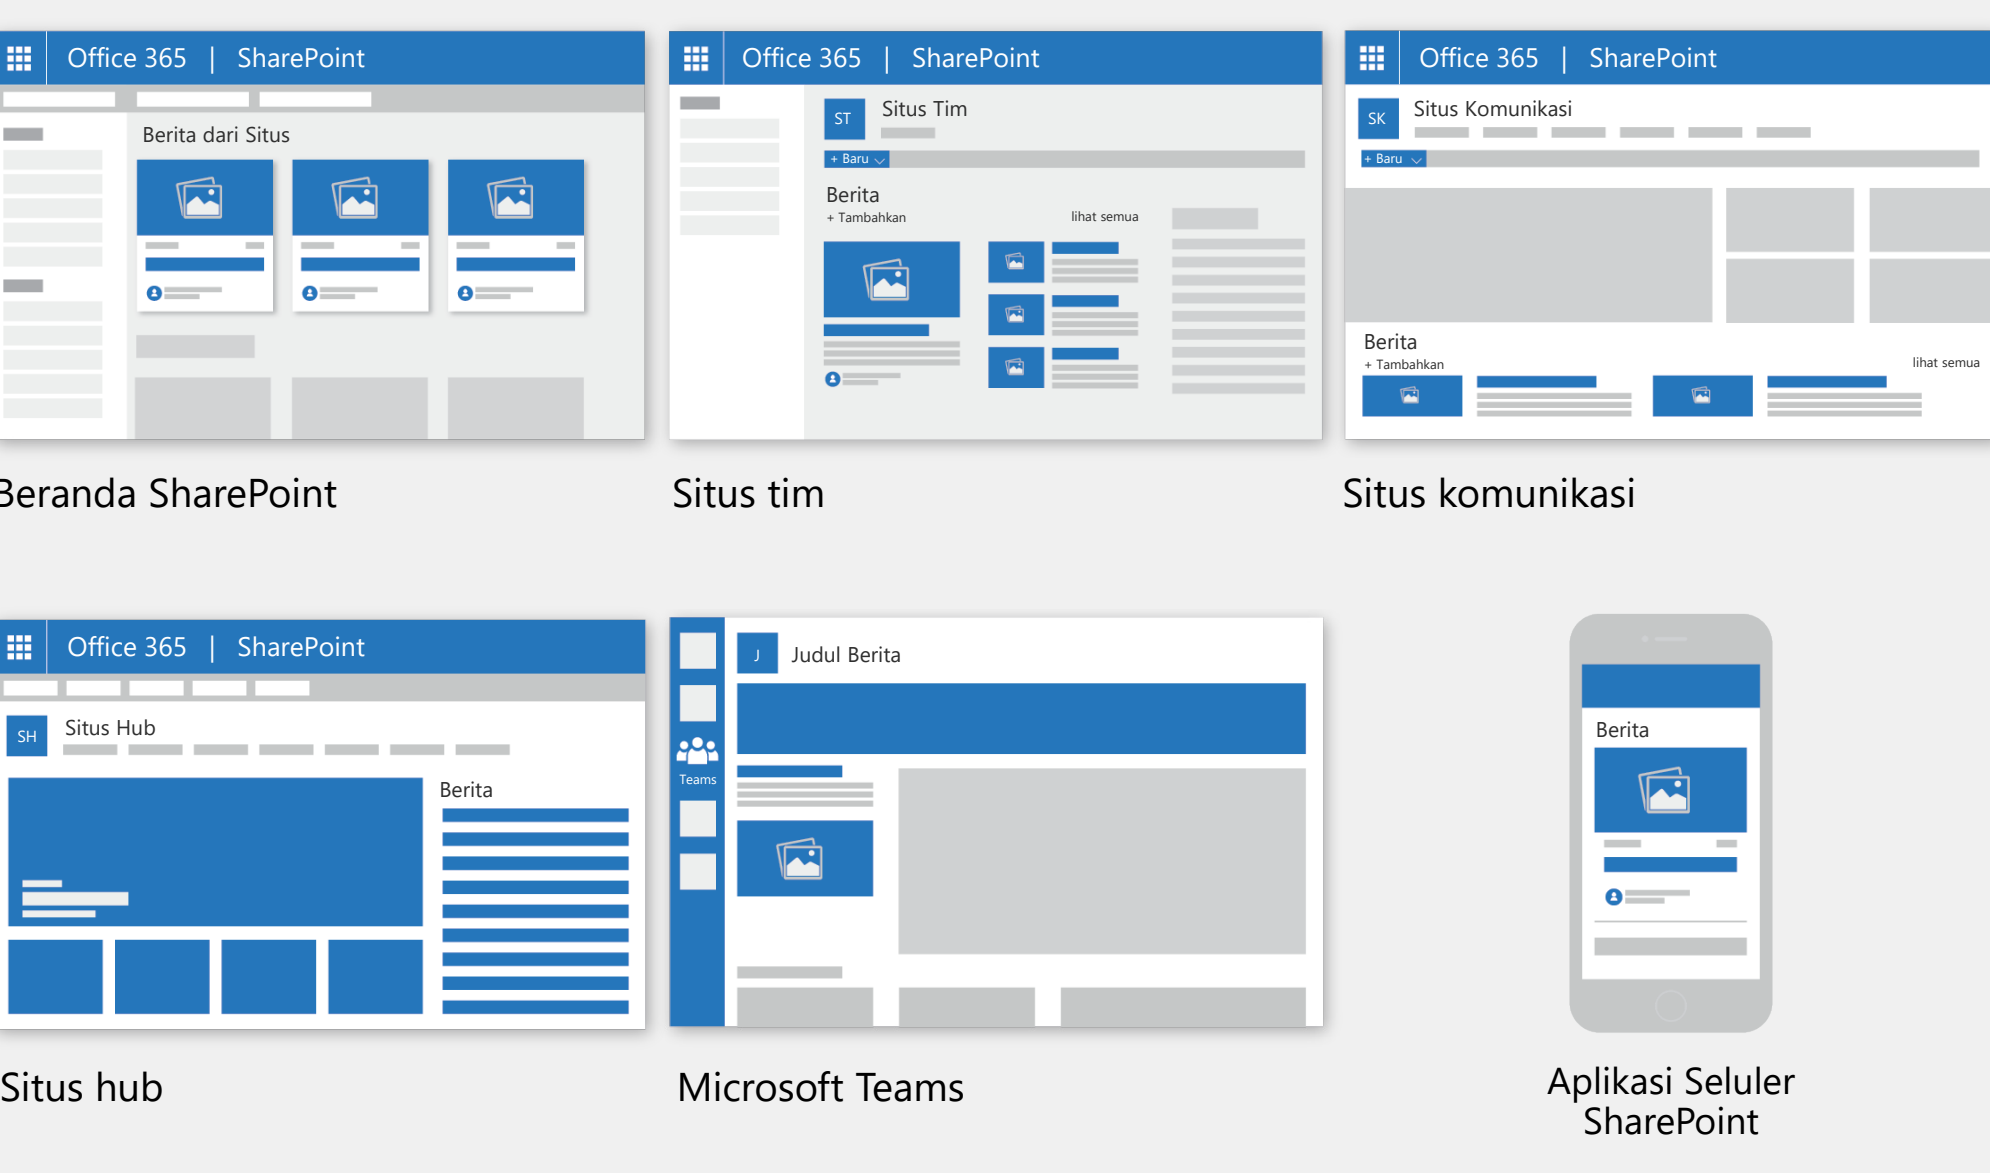 Office 365 | SharePoint
Berita dari Situs
Beranda SharePoint
Office 365 | SharePoint
ST
Situs Tim
+ Baru
Berita
+ Tambahkan
lihat semua
Situs tim
Office 365 | SharePoint
SK
Situs Komunikasi
+ Baru
Berita
+ Tambahkan
lihat semua
Situs komunikasi
Office 365 | SharePoint
SH
Situs Hub
Berita
Situs hub
J
Judul Berita
Teams
Microsoft Teams
Berita
Aplikasi Seluler
SharePoint